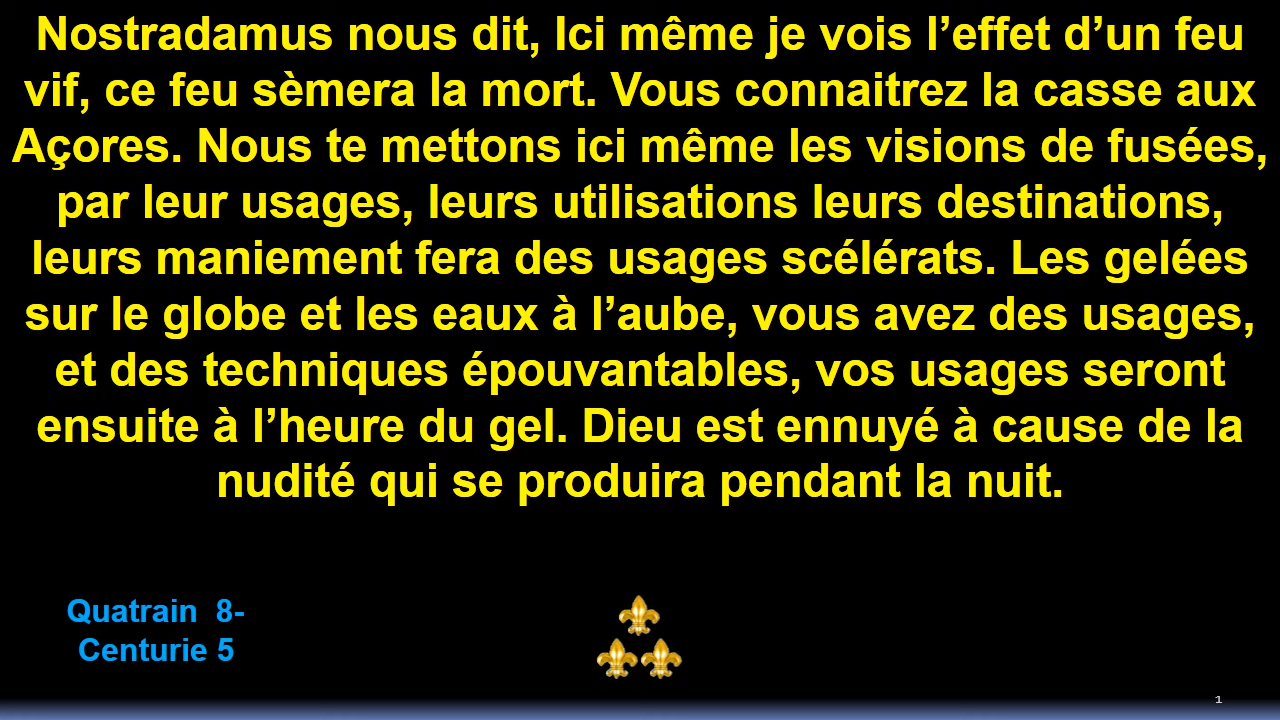 Nostradamus nous dit, Ici même je vois l’effet d’un feu
vif, ce feu sèmera la mort. Vous connaitrez la casse aux
Açores. Nous te mettons ici même les visions de fusées,
par leur usages, leurs utilisations leurs destinations,
leurs maniement fera des usages scélérats. Les gelées
sur le globe et les eaux à l’aube, vous avez des usages,
et des techniques épouvantables, vos usages seront
ensuite à l’heure du gel. Dieu est ennuyé à cause de la
nudité qui se produira pendant la nuit.
Quatrain 8-
Centurie 5
1